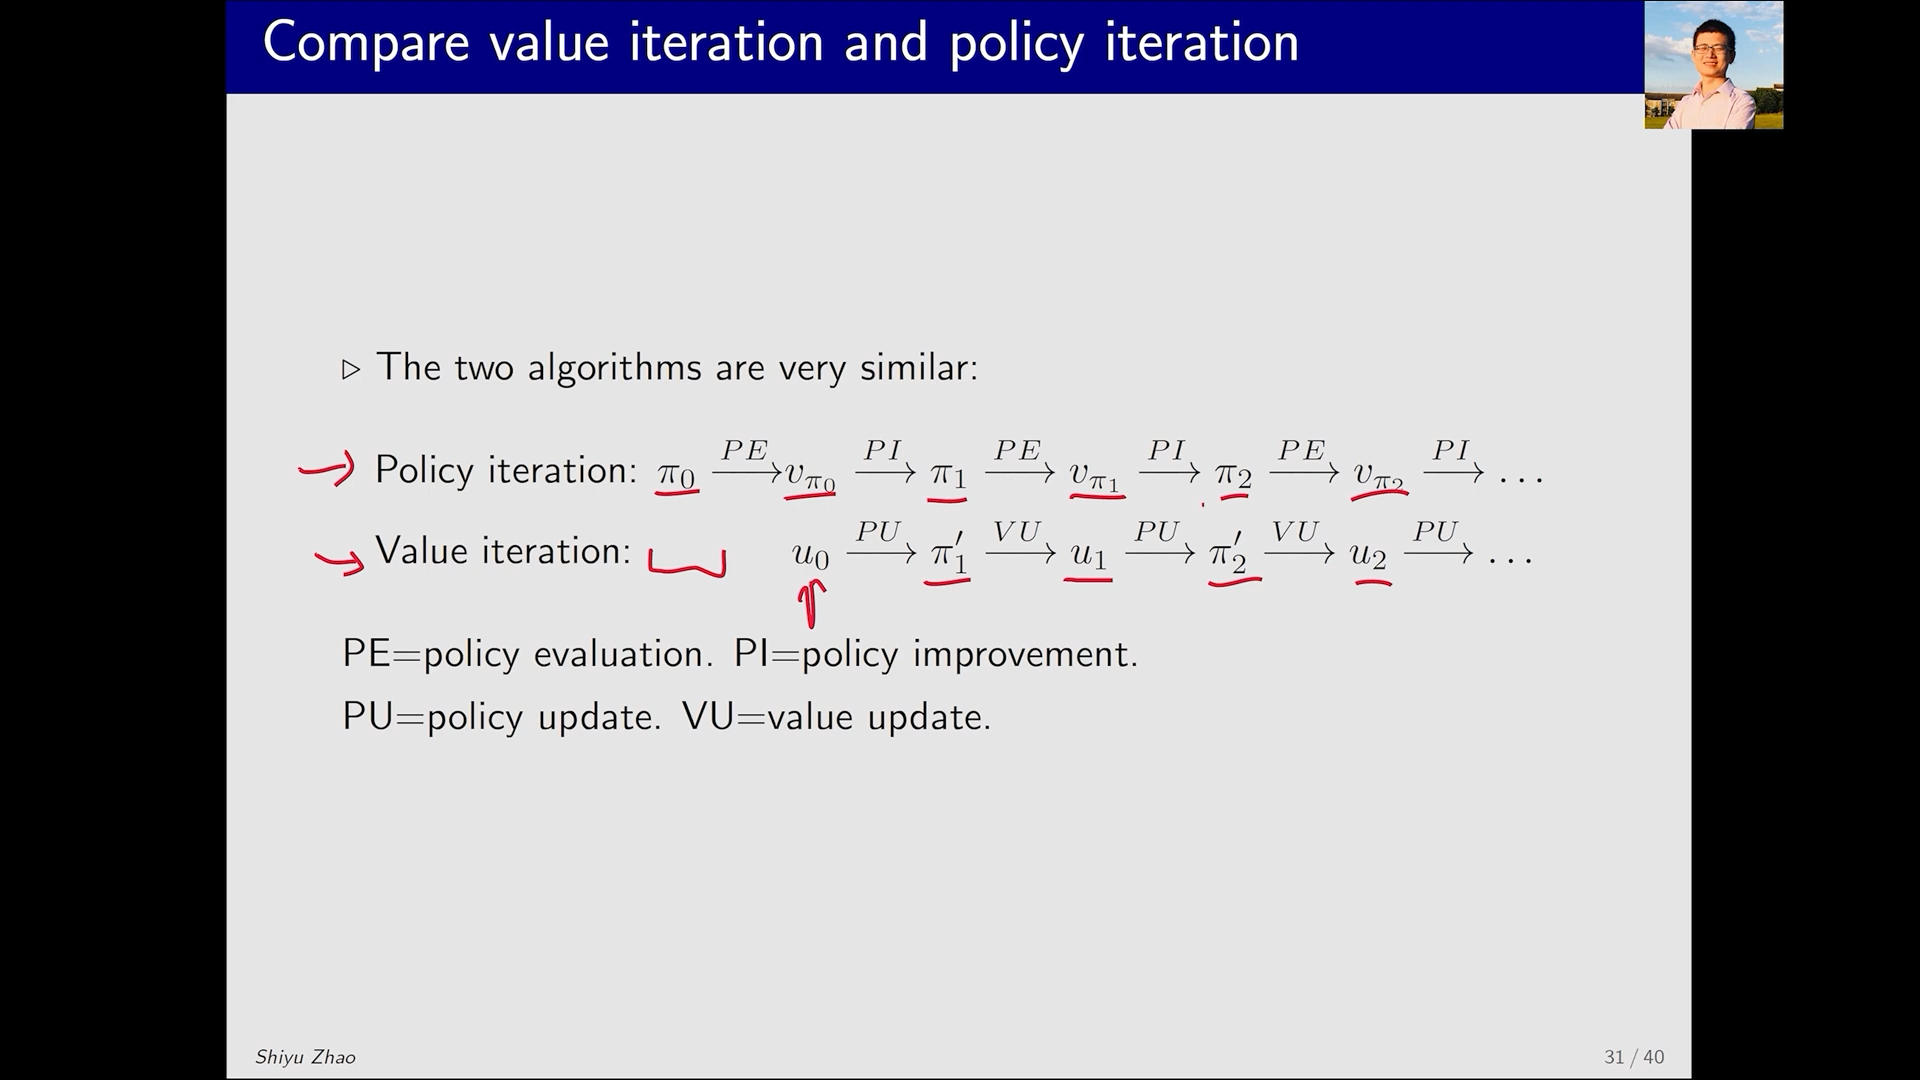 Compare value iteration and policy iteration
▷ The two algorithms are very similar:
Policy iteration: π₀ —PE→ v_π₀ —PI→ π₁ —PE→ v_π₁ —PI→ π₂ —PE→ v_π₂ —PI→ ...
Value iteration: u₀ —PU→ π′₁ —VU→ u₁ —PU→ π′₂ —VU→ u₂ —PU→ ...
PE=policy evaluation. PI=policy improvement.
PU=policy update. VU=value update.
Shiyu Zhao
31 / 40